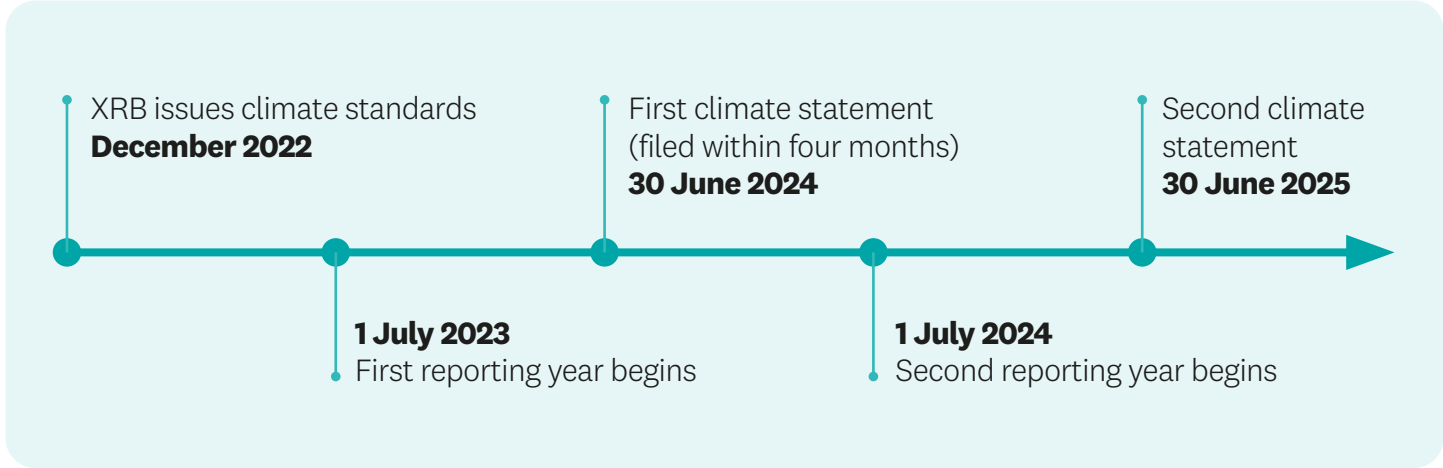 XRB issues climate standards
December 2022
First climate statement
(filed within four months)
30 June 2024
Second climate
statement
30 June 2025
1 July 2023
First reporting year begins
1 July 2024
Second reporting year begins